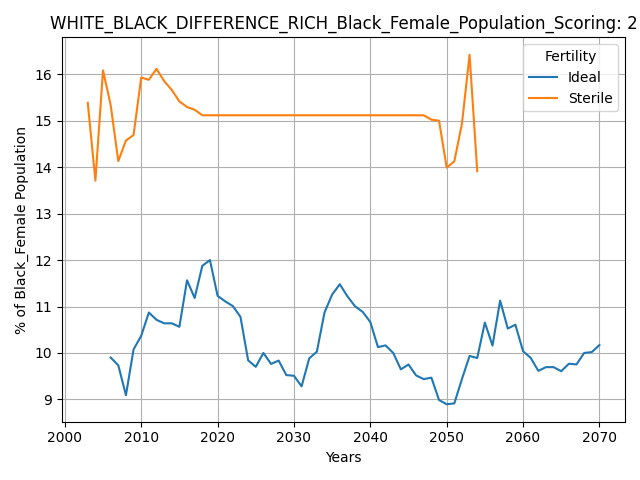 WHITE_BLACK_DIFFERENCE_RICH_Black_Female_Population_Scoring: 2
Fertility
Ideal
Sterile
% of Black_Female Population
16
15
14
13
12
11
10
9
2000 2010 2020 2030 2040 2050 2060 2070
Years